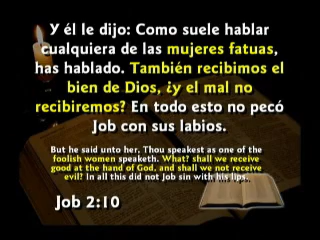 Y él le dijo: Como suele hablar
cualquiera de las mujeres fatuas,
has hablado. También recibimos el
bien de Dios, ¿y el mal no
recibiremos? En todo esto no pecó
Job con sus labios.
But he said unto her. Thou speakest as one of the
foolish women speaketh. What? shall we receive
good at the hand of God, and shall we not receive
evil? In all this did not Job sin with his lips.
Job 2:10